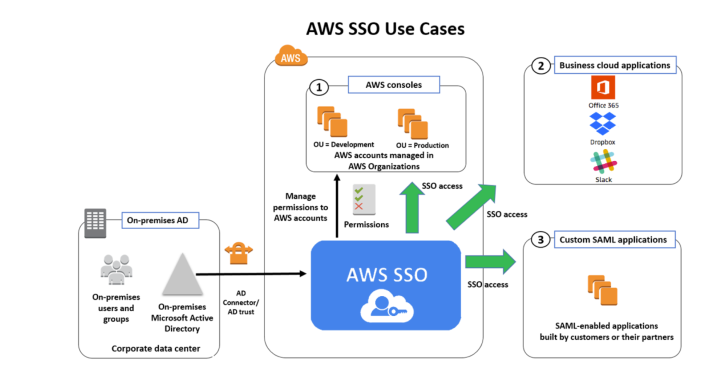 AWS SSO Use Cases
AWS
1
AWS consoles
OU = Development
OU = Production
AWS accounts managed in
AWS Organizations
Manage
permissions to
AWS accounts
Permissions
SSO access
SSO access
SSO access
2
Business cloud applications
Office 365
Dropbox
Slack
On-premises AD
On-premises
users and
groups
On-premises
Microsoft Active
Directory
Corporate data center
AD
Connector/
AD trust
AWS SSO
3
Custom SAML applications
SAML-enabled applications
built by customers or their partners